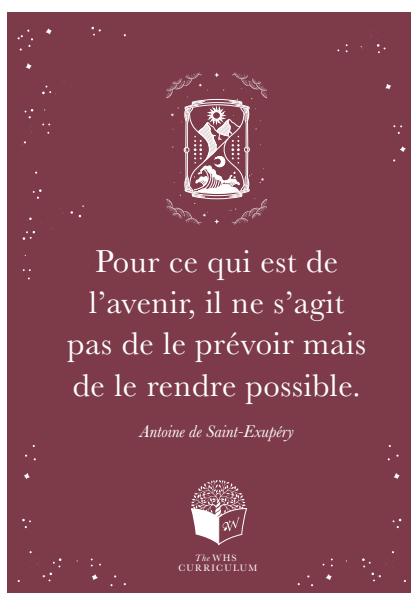 Pour ce qui est de
l’avenir, il ne s’agit
pas de le prévoir mais
de le rendre possible.
Antoine de Saint-Exupéry
W
The WHS
CURRICULUM